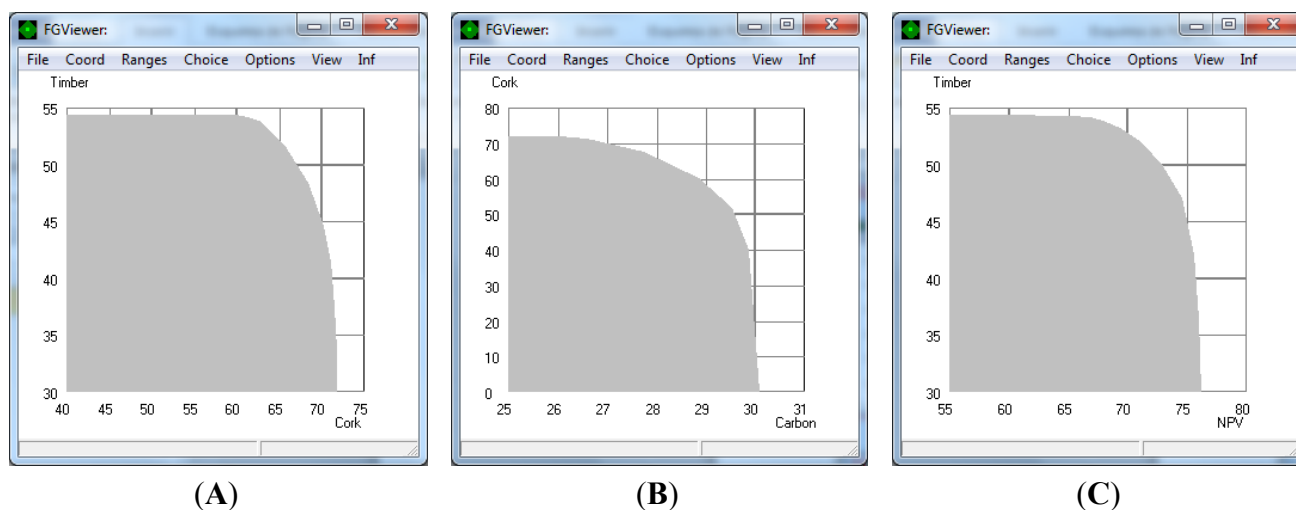 FGViewer:
File Coord Ranges Choice Options View Inf
Timber
55
50
45
40
35
30
40 45 50 55 60 65 70 75
Cork
(A)
FGViewer:
File Coord Ranges Choice Options View Inf
Cork
80
70
60
50
40
30
20
10
0
25 26 27 28 29 30 31
Carbon
(B)
FGViewer:
File Coord Ranges Choice Options View Inf
Timber
55
50
45
40
35
30
55 60 65 70 75 80
NPV
(C)